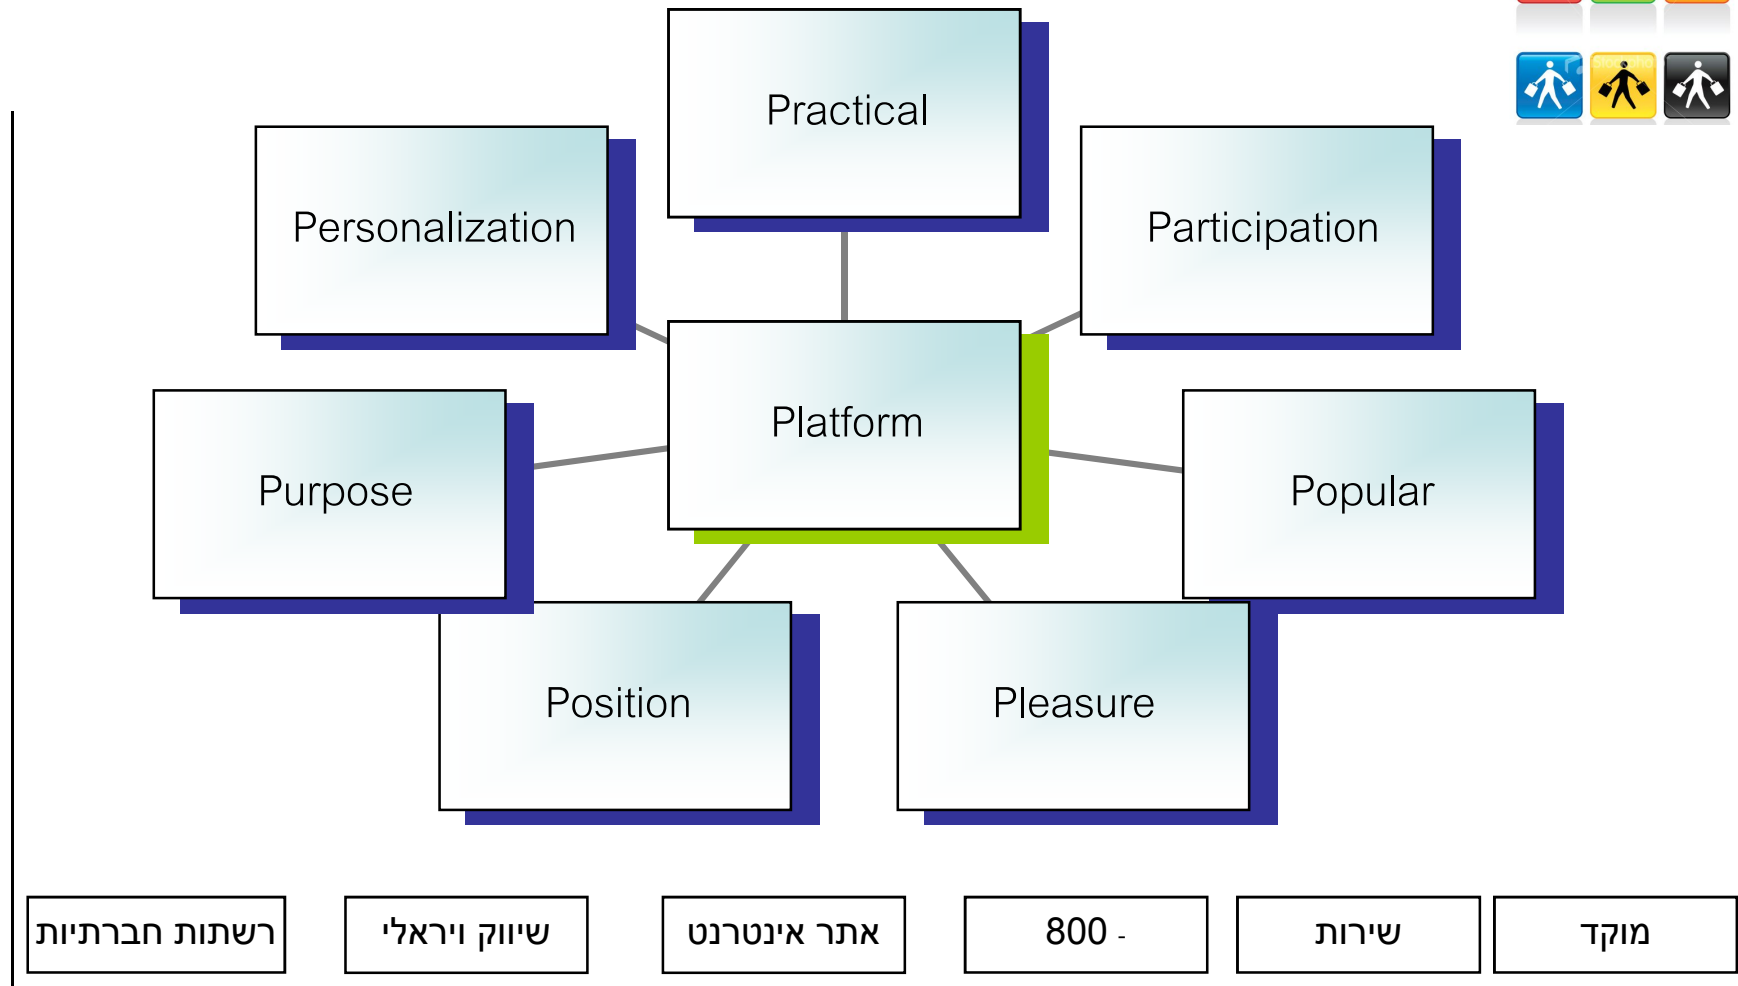 Practical
Personalization
Participation
Platform
Purpose
Popular
Position
Pleasure
מוקד
שירות
800 -
אתר אינטרנט
שיווק ויראלי
רשתות חברתיות